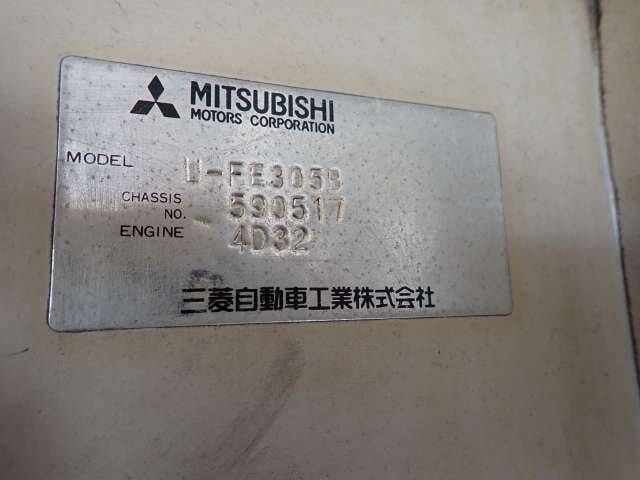 MITSUBISHI
MOTORS CORPORATION
MODEL U-FE305B
CHASSIS NO. 590517
ENGINE 4D32
三菱自動車工業株式会社